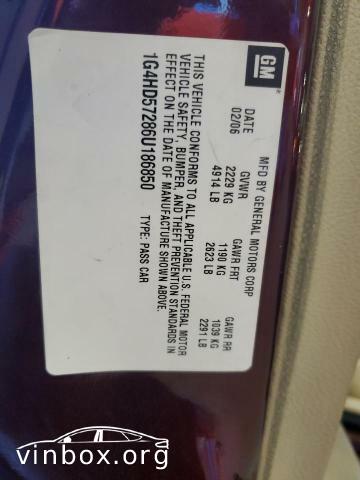 GM
MFD BY GENERAL MOTORS CORP
DATE GVWR GAWR FRT GAWR RR
02/06 2229 KG 1190 KG 1039 KG
4914 LB 2623 LB 2291 LB
THIS VEHICLE CONFORMS TO ALL APPLICABLE U.S. FEDERAL MOTOR
VEHICLE SAFETY, BUMPER, AND THEFT PREVENTION STANDARDS IN
EFFECT ON THE DATE OF MANUFACTURE SHOWN ABOVE.
1G4HD57286U186850 TYPE: PASS CAR
vinbox.org